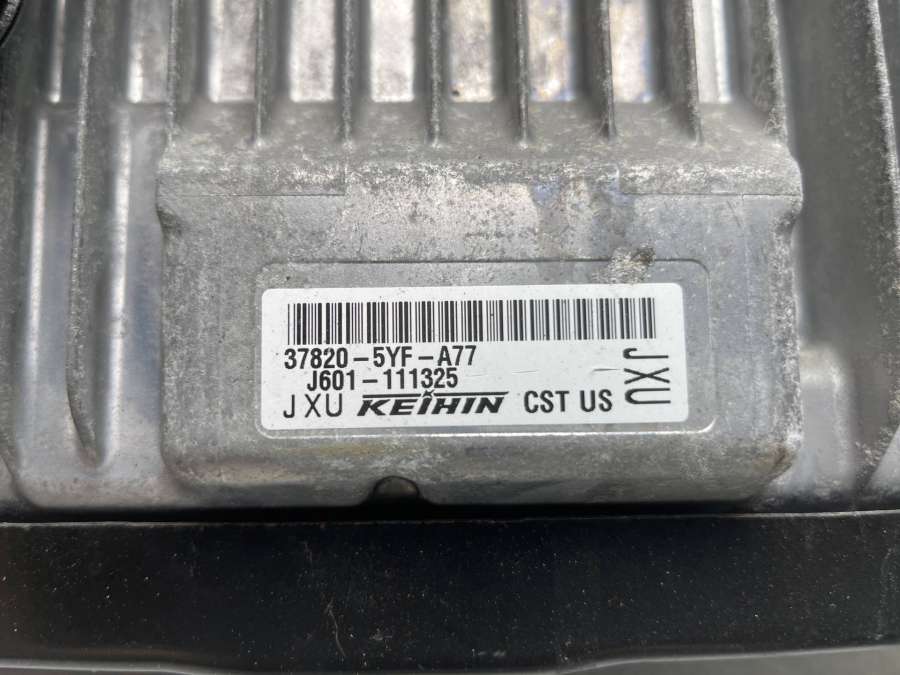 37820-5YF-A77
J601-111325
JXU KEIHIN CST US
JXU